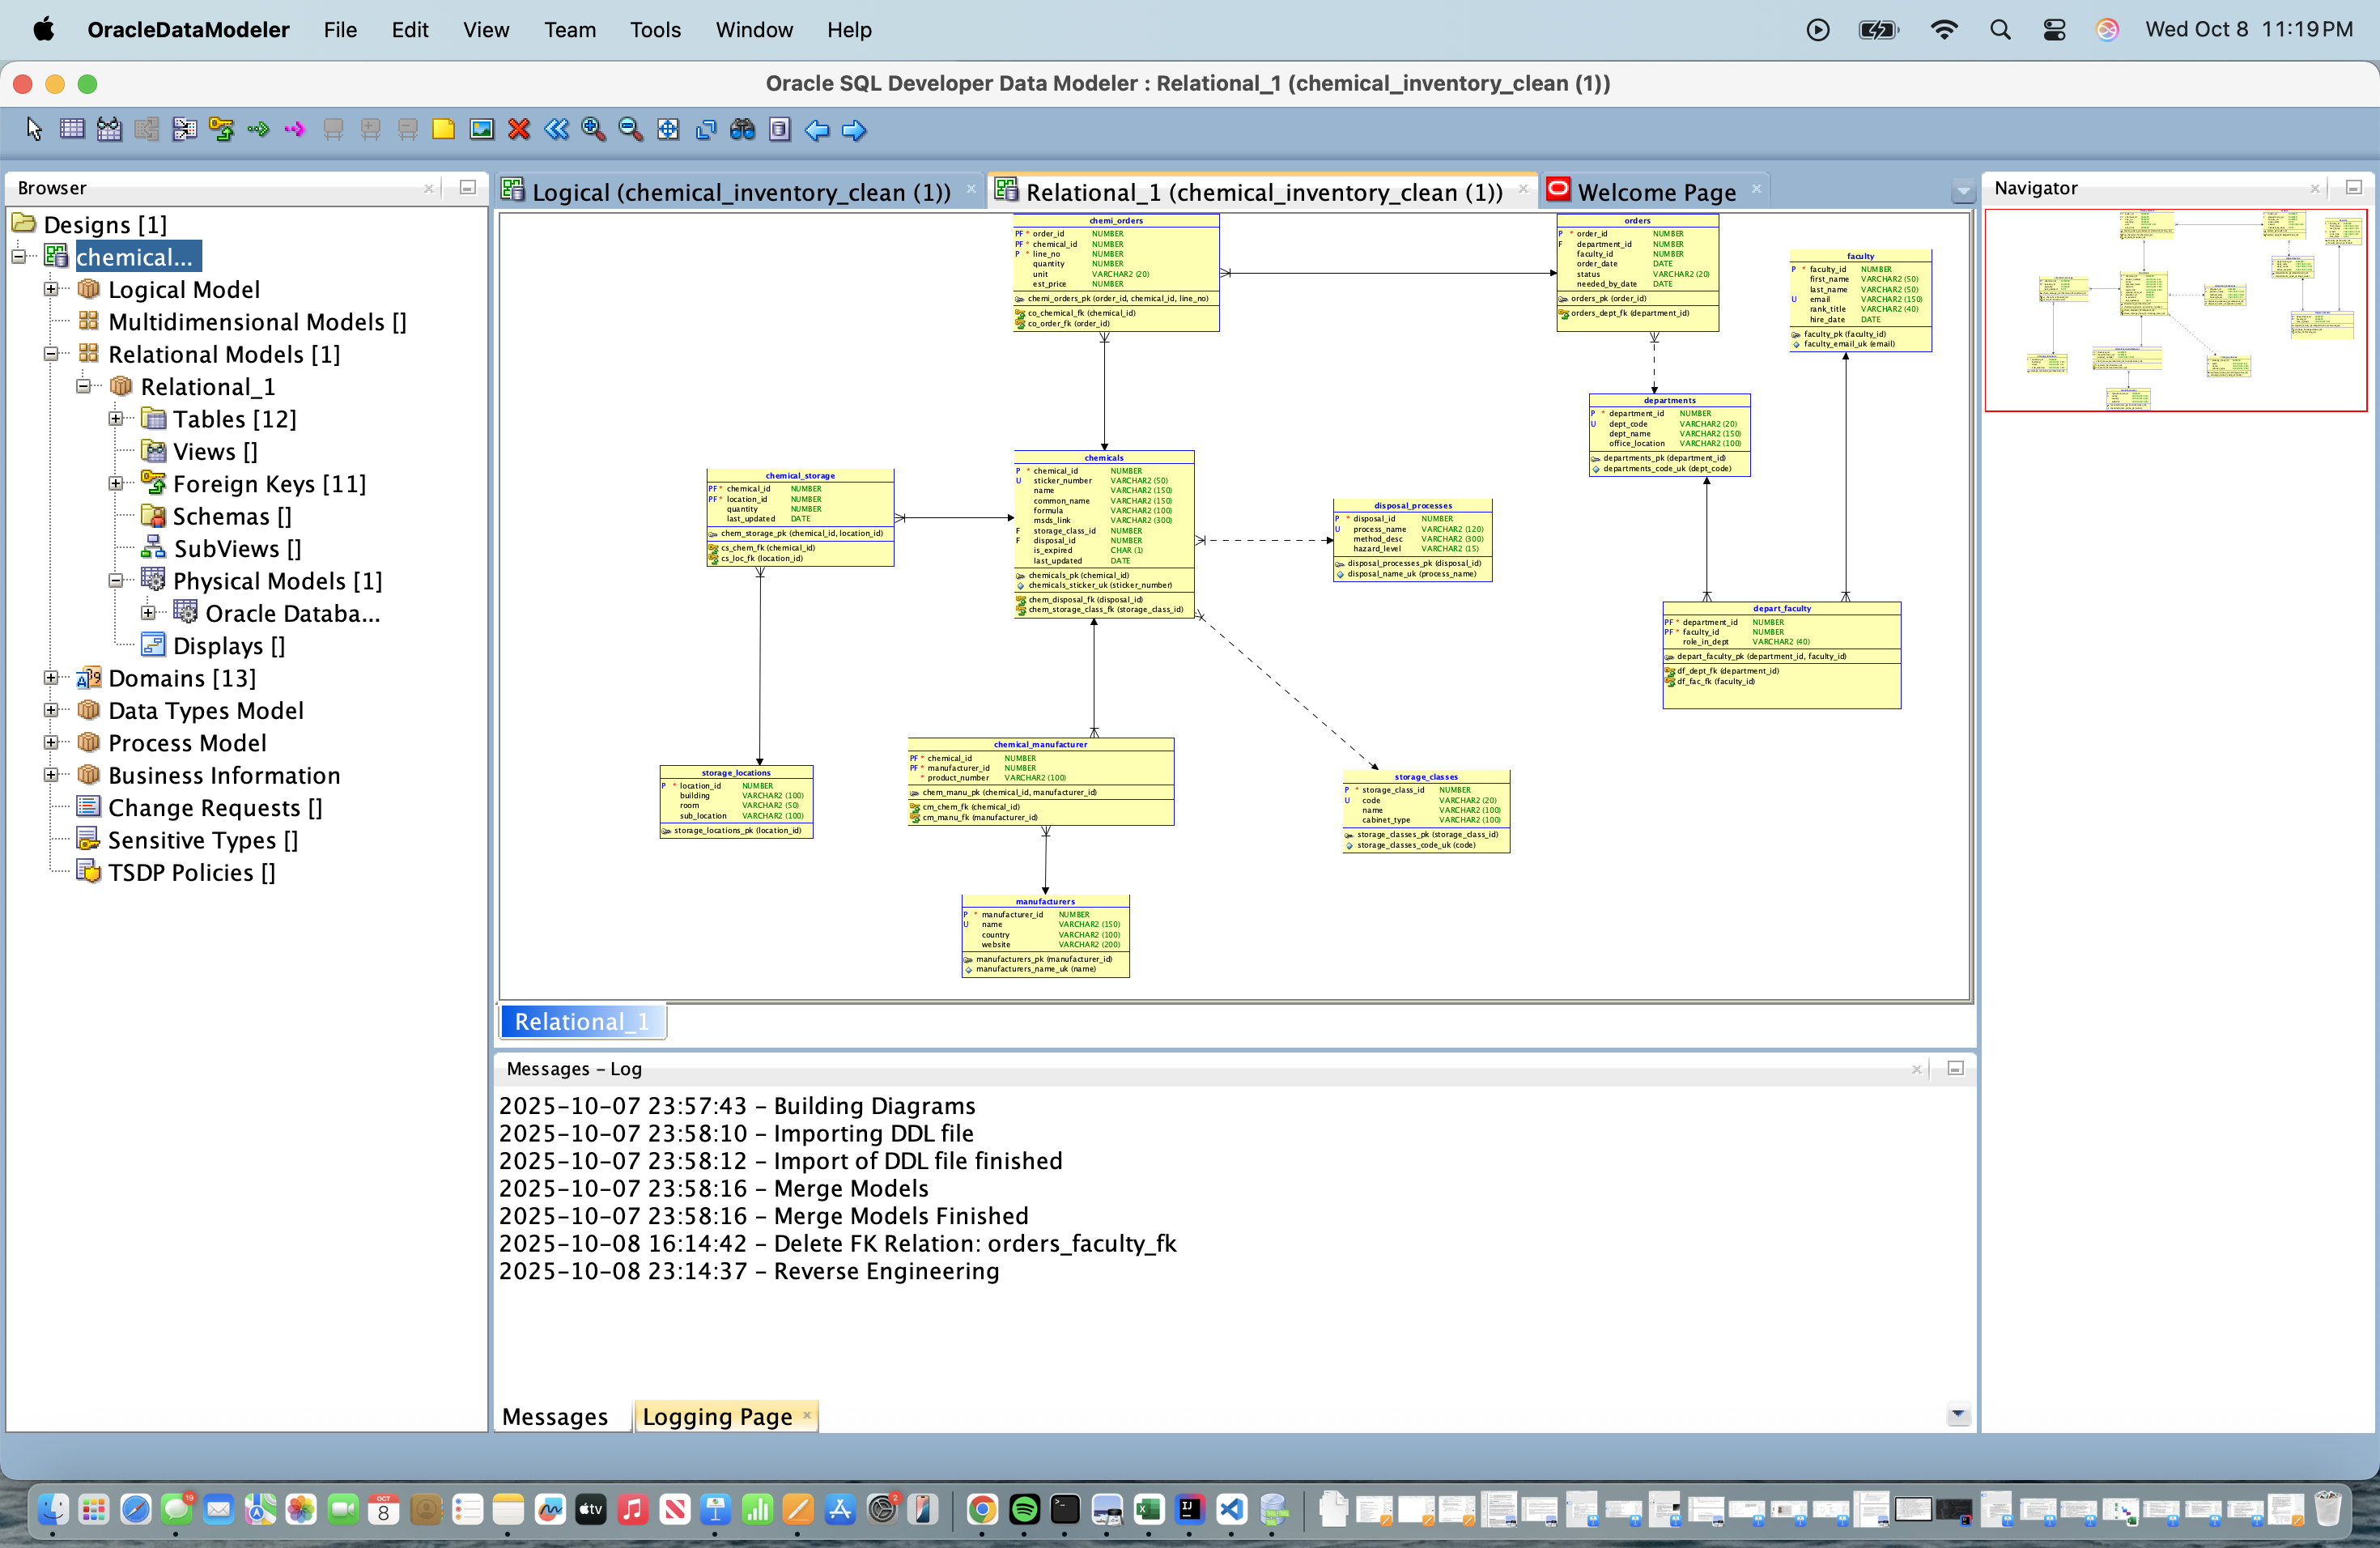 OracleDataModeler File Edit View Team Tools Window Help Wed Oct 8 11:19 PM
Oracle SQL Developer Data Modeler : Relational_1 (chemical_inventory_clean (1))
Browser
Designs [1]
chemical...
Logical Model
Multidimensional Models []
Relational Models [1]
Relational_1
Tables [12]
Views []
Foreign Keys [11]
Schemas []
SubViews []
Physical Models [1]
Oracle Databa...
Displays []
Domains [13]
Data Types Model
Process Model
Business Information
Change Requests []
Sensitive Types []
TSDP Policies []
Logical (chemical_inventory_clean (1))
Relational_1 (chemical_inventory_clean (1))
Welcome Page
chemi_orders
PF * order_id NUMBER
PF * chemical_id NUMBER
P * line_no NUMBER
quantity NUMBER
unit VARCHAR2 (20)
est_price NUMBER
chemi_orders_pk (order_id, chemical_id, line_no)
co_chemical_fk (chemical_id)
co_order_fk (order_id)
orders
P * order_id NUMBER
F department_id NUMBER
faculty_id NUMBER
order_date DATE
status VARCHAR2 (20)
needed_by_date DATE
orders_pk (order_id)
orders_dept_fk (department_id)
faculty
P * faculty_id NUMBER
first_name VARCHAR2 (50)
last_name VARCHAR2 (50)
U email VARCHAR2 (150)
rank_title VARCHAR2 (40)
hire_date DATE
faculty_pk (faculty_id)
faculty_email_uk (email)
departments
P * department_id NUMBER
U dept_code VARCHAR2 (20)
dept_name VARCHAR2 (150)
office_location VARCHAR2 (100)
departments_pk (department_id)
departments_code_uk (dept_code)
chemical_storage
PF * chemical_id NUMBER
PF * location_id NUMBER
quantity NUMBER
last_updated DATE
chem_storage_pk (chemical_id, location_id)
cs_chem_fk (chemical_id)
cs_loc_fk (location_id)
chemicals
P * chemical_id NUMBER
U sticker_number VARCHAR2 (50)
name VARCHAR2 (150)
common_name VARCHAR2 (150)
formula VARCHAR2 (100)
msds_link VARCHAR2 (300)
F storage_class_id NUMBER
F disposal_id NUMBER
is_expired CHAR (1)
last_updated DATE
chemicals_pk (chemical_id)
chemicals_sticker_uk (sticker_number)
chem_disposal_fk (disposal_id)
chem_storage_class_fk (storage_class_id)
disposal_processes
P * disposal_id NUMBER
U process_name VARCHAR2 (120)
method_desc VARCHAR2 (300)
hazard_level VARCHAR2 (15)
disposal_processes_pk (disposal_id)
disposal_name_uk (process_name)
depart_faculty
PF * department_id NUMBER
PF * faculty_id NUMBER
role_in_dept VARCHAR2 (40)
depart_faculty_pk (department_id, faculty_id)
df_dept_fk (department_id)
df_fac_fk (faculty_id)
storage_locations
P * location_id NUMBER
building VARCHAR2 (100)
room VARCHAR2 (50)
sub_location VARCHAR2 (100)
storage_locations_pk (location_id)
chemical_manufacturer
PF * chemical_id NUMBER
PF * manufacturer_id NUMBER
* product_number VARCHAR2 (100)
chem_manu_pk (chemical_id, manufacturer_id)
cm_chem_fk (chemical_id)
cm_manu_fk (manufacturer_id)
storage_classes
P * storage_class_id NUMBER
U code VARCHAR2 (20)
name VARCHAR2 (100)
cabinet_type VARCHAR2 (100)
storage_classes_pk (storage_class_id)
storage_classes_code_uk (code)
manufacturers
P * manufacturer_id NUMBER
U name VARCHAR2 (150)
country VARCHAR2 (100)
website VARCHAR2 (200)
manufacturers_pk (manufacturer_id)
manufacturers_name_uk (name)
Relational_1
Navigator
Messages – Log
2025-10-07 23:57:43 – Building Diagrams
2025-10-07 23:58:10 – Importing DDL file
2025-10-07 23:58:12 – Import of DDL file finished
2025-10-07 23:58:16 – Merge Models
2025-10-07 23:58:16 – Merge Models Finished
2025-10-08 16:14:42 – Delete FK Relation: orders_faculty_fk
2025-10-08 23:14:37 – Reverse Engineering
Messages Logging Page
19
OCT
8
tv
2